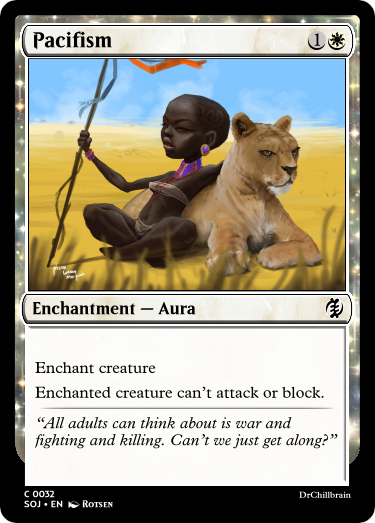 Pacifism
1
Enchantment — Aura
Enchant creature
Enchanted creature can't attack or block.
“All adults can think about is war and
fighting and killing. Can't we just get along?”
C 0032
SOJ • EN Rotsen
DrChillbrain